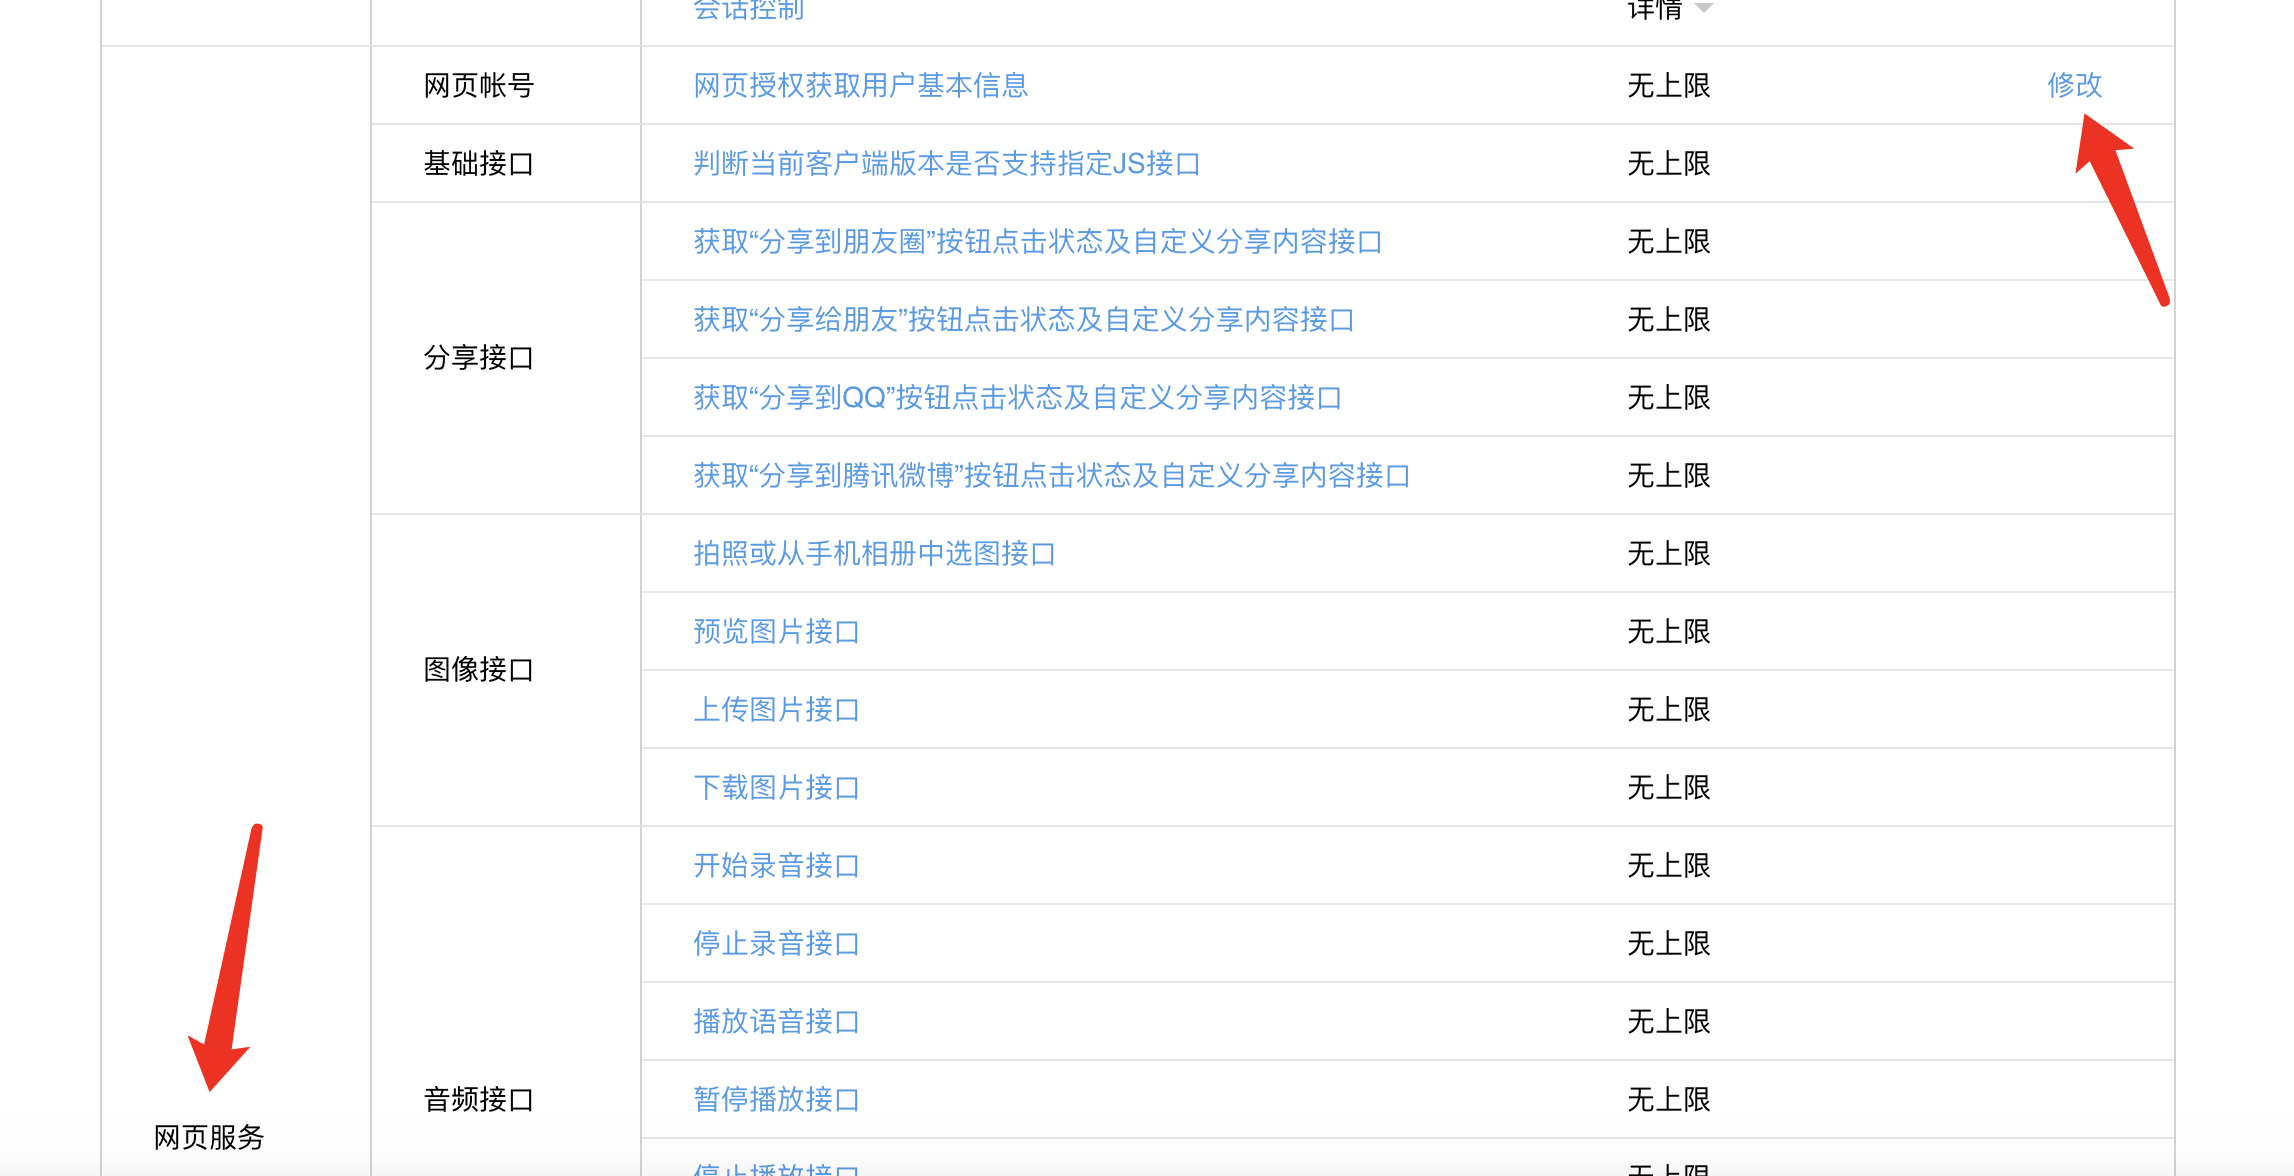 会话控制 详情
网页帐号 网页授权获取用户基本信息 无上限 修改
基础接口 判断当前客户端版本是否支持指定JS接口 无上限
获取“分享到朋友圈”按钮点击状态及自定义分享内容接口 无上限
获取“分享给朋友”按钮点击状态及自定义分享内容接口 无上限
分享接口
获取“分享到QQ”按钮点击状态及自定义分享内容接口 无上限
获取“分享到腾讯微博”按钮点击状态及自定义分享内容接口 无上限
拍照或从手机相册中选图接口 无上限
预览图片接口 无上限
图像接口
上传图片接口 无上限
下载图片接口 无上限
开始录音接口 无上限
停止录音接口 无上限
播放语音接口 无上限
音频接口 暂停播放接口 无上限
网页服务
停止播放接口 无上限